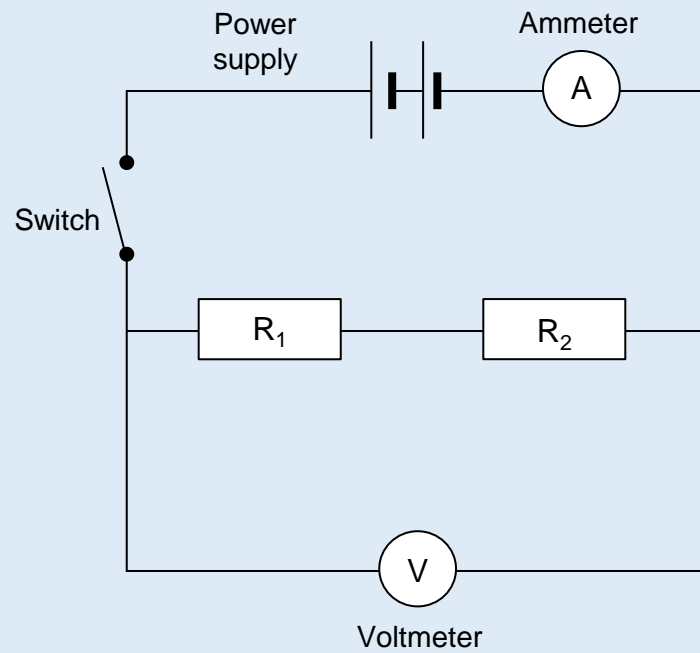 Power
supply
Ammeter
A
Switch
R₁
R₂
V
Voltmeter